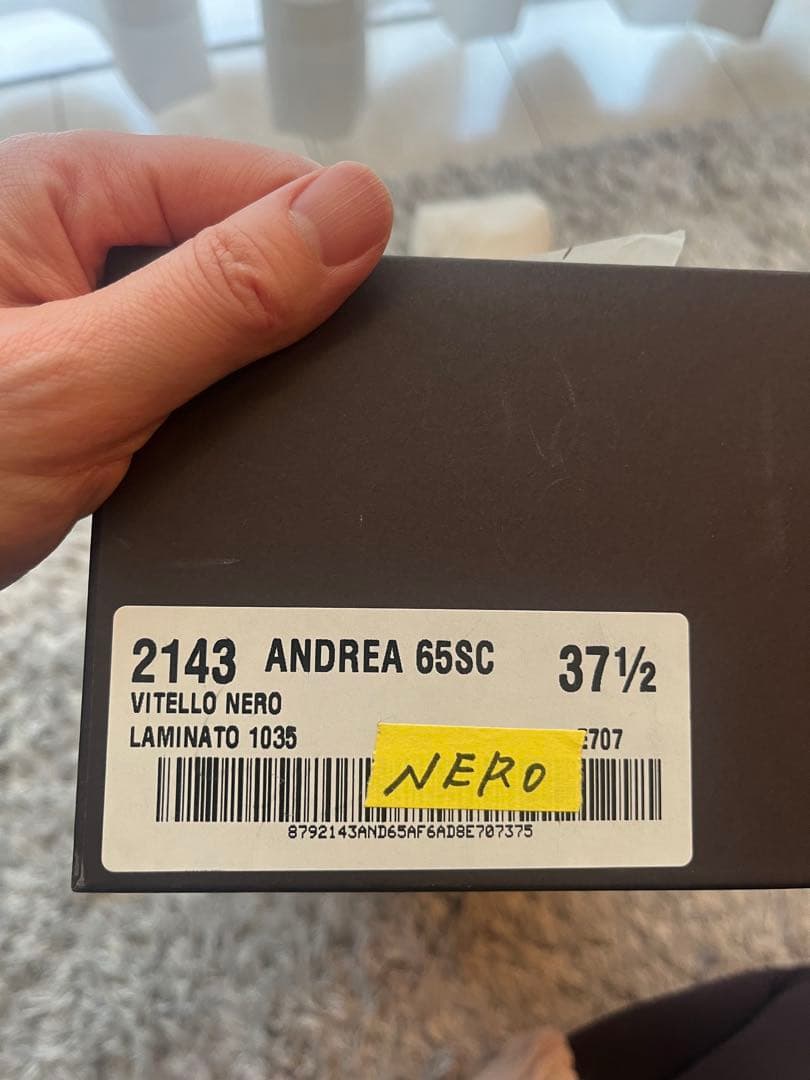 2143 ANDREA 65SC 37½
VITELLO NERO
LAMINATO 1035 E707
NERO
8792143AND65AF6AD8E707375